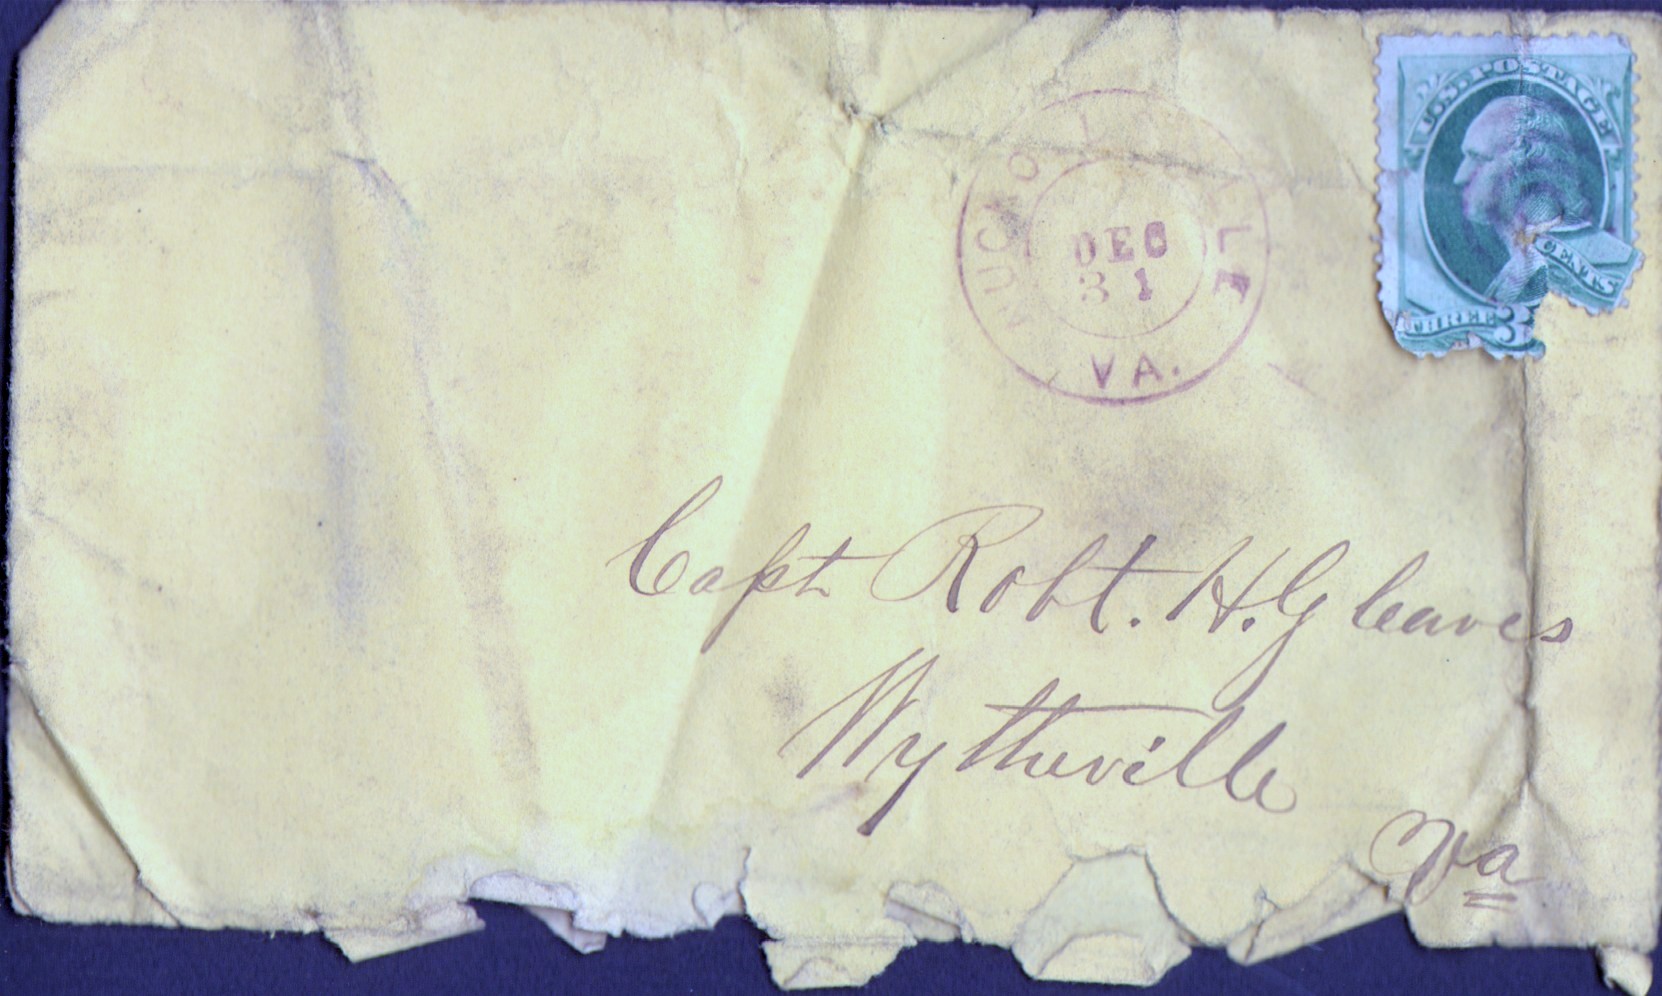 U.S. POSTAGE
DEC
31
VA.
THREE 3 CENTS
Capt Robt. H. Gleaves
Wytheville
Va